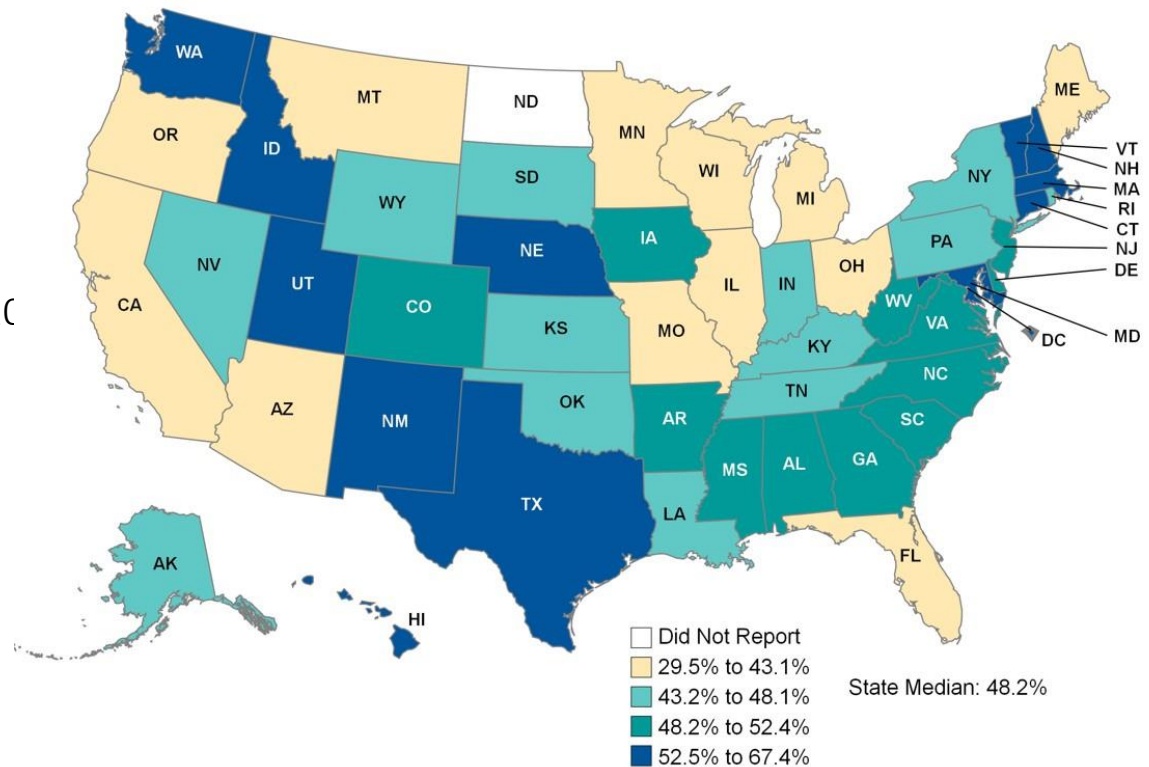 WA
MT
ND
ME
OR
MN
ID
VT
NH
WI
SD
NY
MA
WY
MI
RI
IA
CT
PA
NE
NJ
NV
OH
DE
UT
IL
IN
CO
WV
CA
KS
MO
VA
MD
KY
DC
NC
TN
OK
AZ
AR
SC
NM
GA
AL
MS
TX
LA
FL
AK
HI
Did Not Report
29.5% to 43.1%
State Median: 48.2%
43.2% to 48.1%
48.2% to 52.4%
52.5% to 67.4%